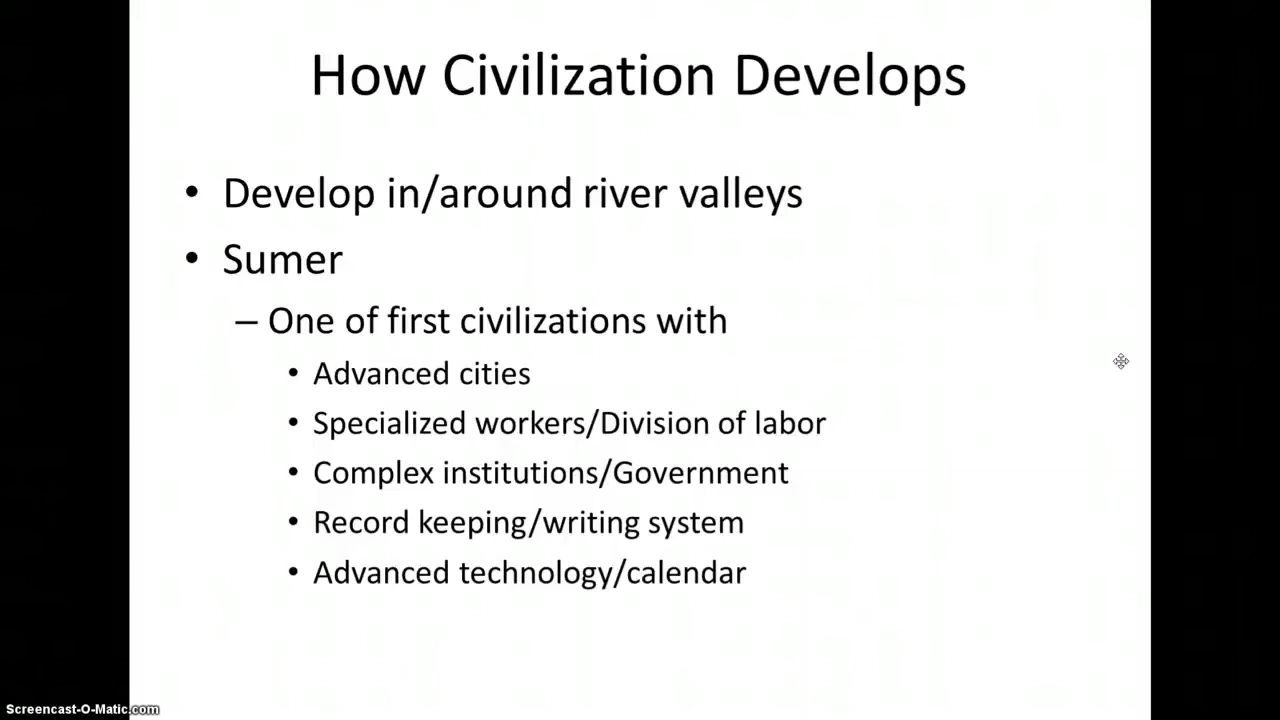 How Civilization Develops
• Develop in/around river valleys
• Sumer
– One of first civilizations with
• Advanced cities
• Specialized workers/Division of labor
• Complex institutions/Government
• Record keeping/writing system
• Advanced technology/calendar
Screencast-O-Matic.com